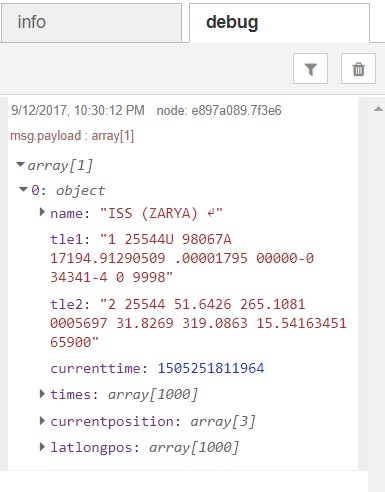 info
debug
9/12/2017, 10:30:12 PM node: e897a089.7f3e6
msg.payload : array[1]
array[1]
0: object
name: "ISS (ZARYA) ↲"
tle1: "1 25544U 98067A
17194.91290509 .00001795 00000-0
34341-4 0 9998"
tle2: "2 25544 51.6426 265.1081
0005697 31.8269 319.0863 15.54163451
65900"
currenttime: 1505251811964
times: array[1000]
currentposition: array[3]
latlongpos: array[1000]